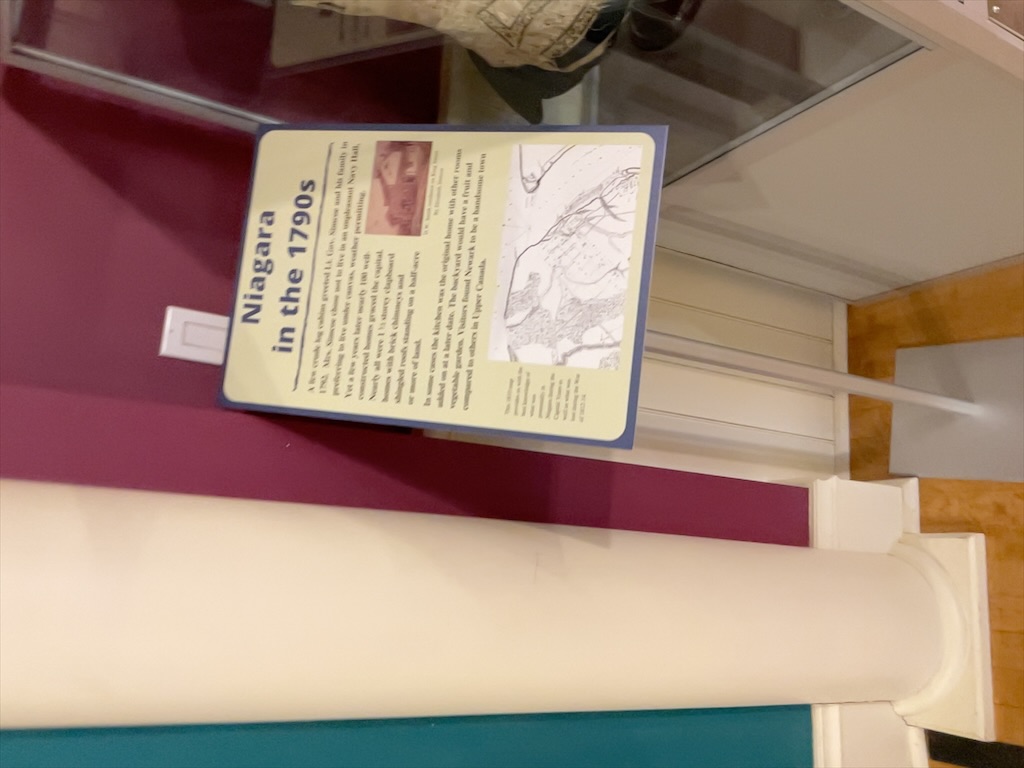 Niagara
in the 1790s
A few crude log cabins greeted Lt. Gov. Simcoe and his family in
1792. Mrs. Simcoe chose not to live in an unpleasant Navy Hall,
preferring to live under canvas, weather permitting.
Yet a few years later nearly 100 well-
constructed homes graced the capital.
Nearly all were 1 ½ storey clapboard
homes with brick chimneys and
shingled roofs standing on a half-acre
or more of land.
In some cases the kitchen was the original home with other rooms
added on at a later date. The backyard would have a fruit and
vegetable garden. Visitors found Newark to be a handsome town
compared to others in Upper Canada.